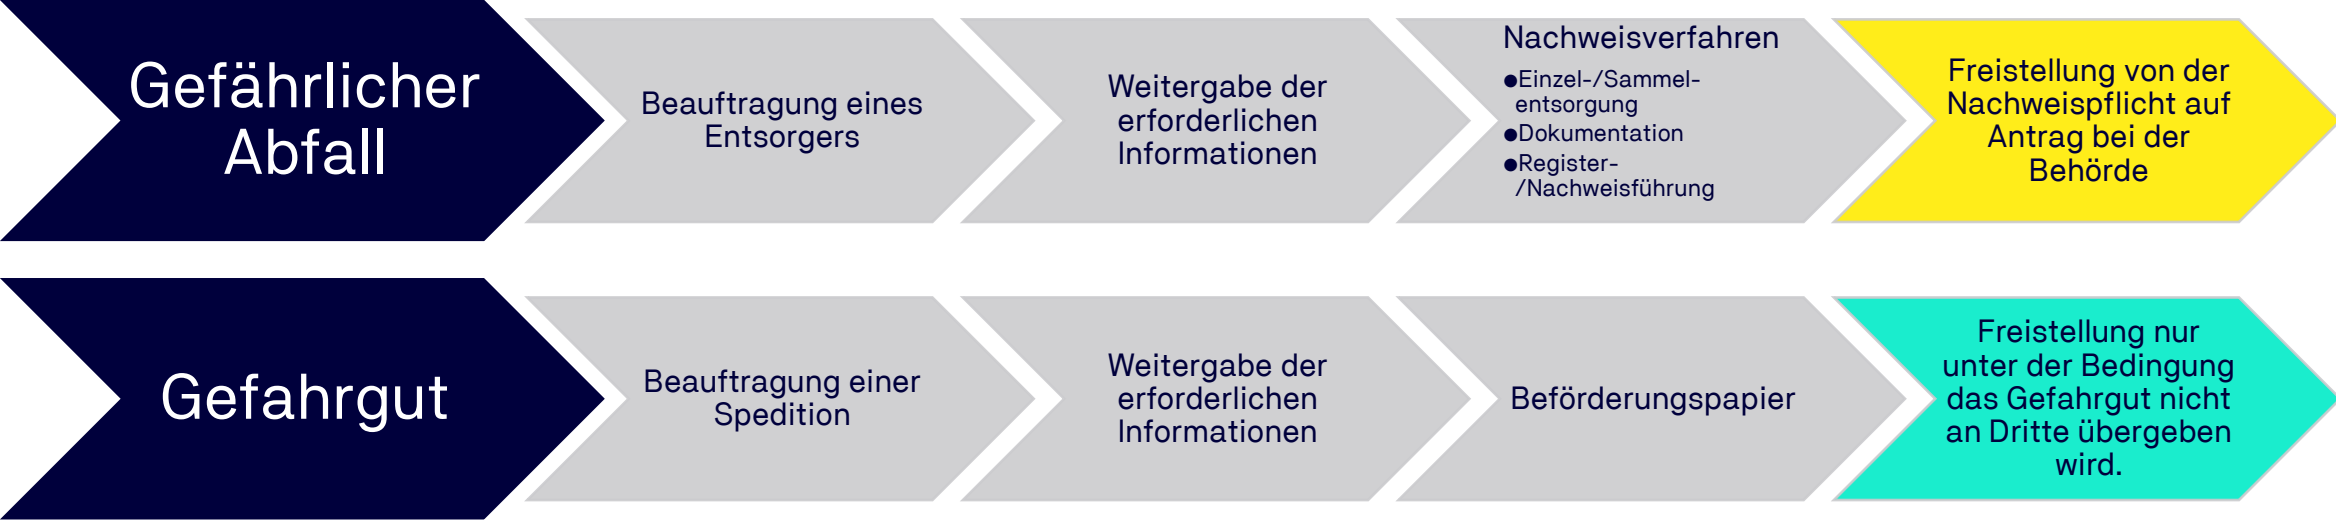 Gefährlicher
Abfall
Beauftragung eines
Entsorgers
Weitergabe der
erforderlichen
Informationen
Nachweisverfahren
●Einzel-/Sammel-
entsorgung
●Dokumentation
●Register-
/Nachweisführung
Freistellung von der
Nachweispflicht auf
Antrag bei der
Behörde
Gefahrgut
Beauftragung einer
Spedition
Weitergabe der
erforderlichen
Informationen
Beförderungspapier
Freistellung nur
unter der Bedingung
das Gefahrgut nicht
an Dritte übergeben
wird.